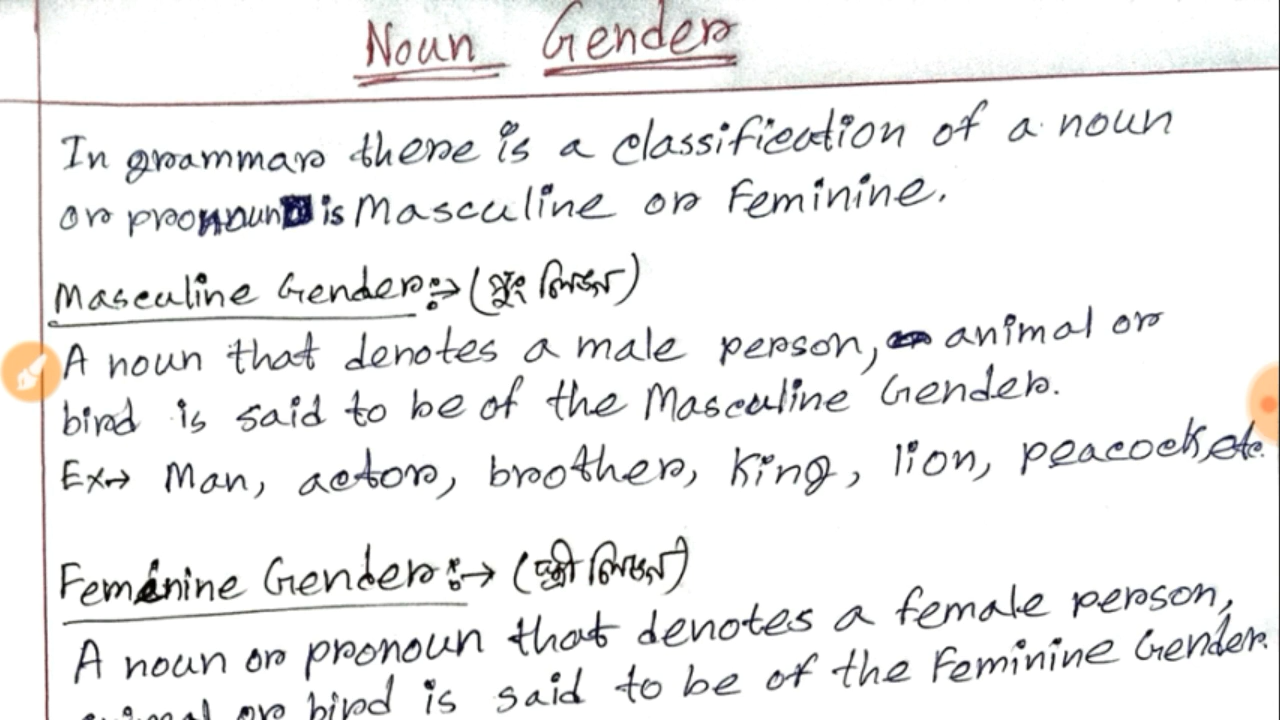 Noun Gender
In grammar there is a classification of a noun
or pronoun is Masculine or Feminine.
Masculine Gender:→ (পুং লিঙ্গ)
A noun that denotes a male person, animal or
bird is said to be of the Masculine Gender.
Ex→ Man, actor, brother, King, lion, peacock, etc.
Feminine Gender:→ (স্ত্রী লিঙ্গ)
A noun or pronoun that denotes a female person,
animal or bird is said to be of the Feminine Gender.